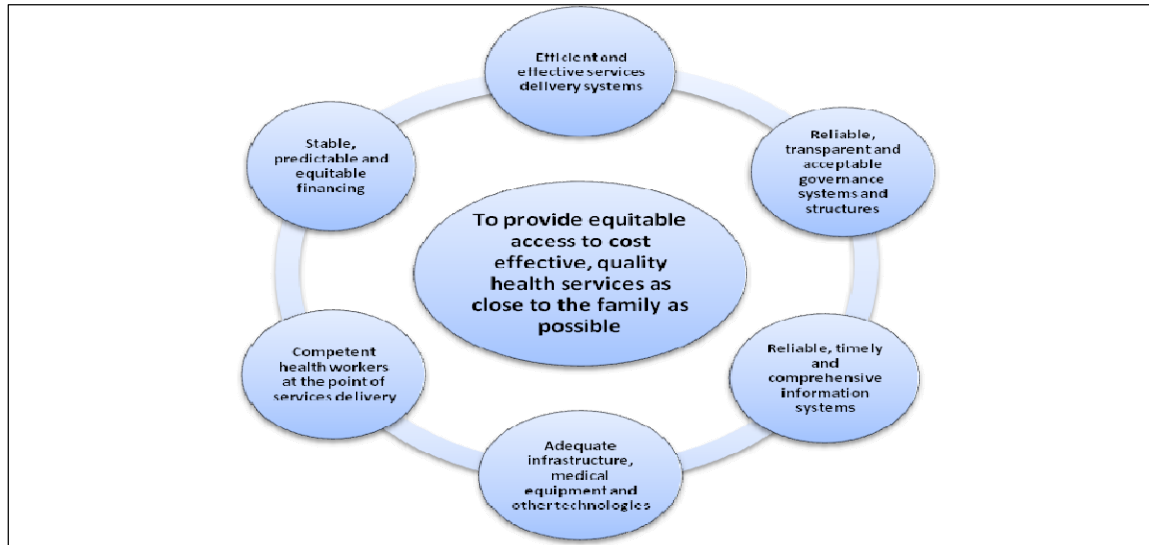 Efficient and
effective services
delivery systems
Reliable,
transparent and
acceptable
governance
systems and
structures
Reliable, timely
and
comprehensive
information
systems
Adequate
infrastructure,
medical
equipment and
other technologies
Competent
health workers
at the point of
services delivery
Stable,
predictable and
equitable
financing
To provide equitable
access to cost
effective, quality
health services as
close to the family as
possible